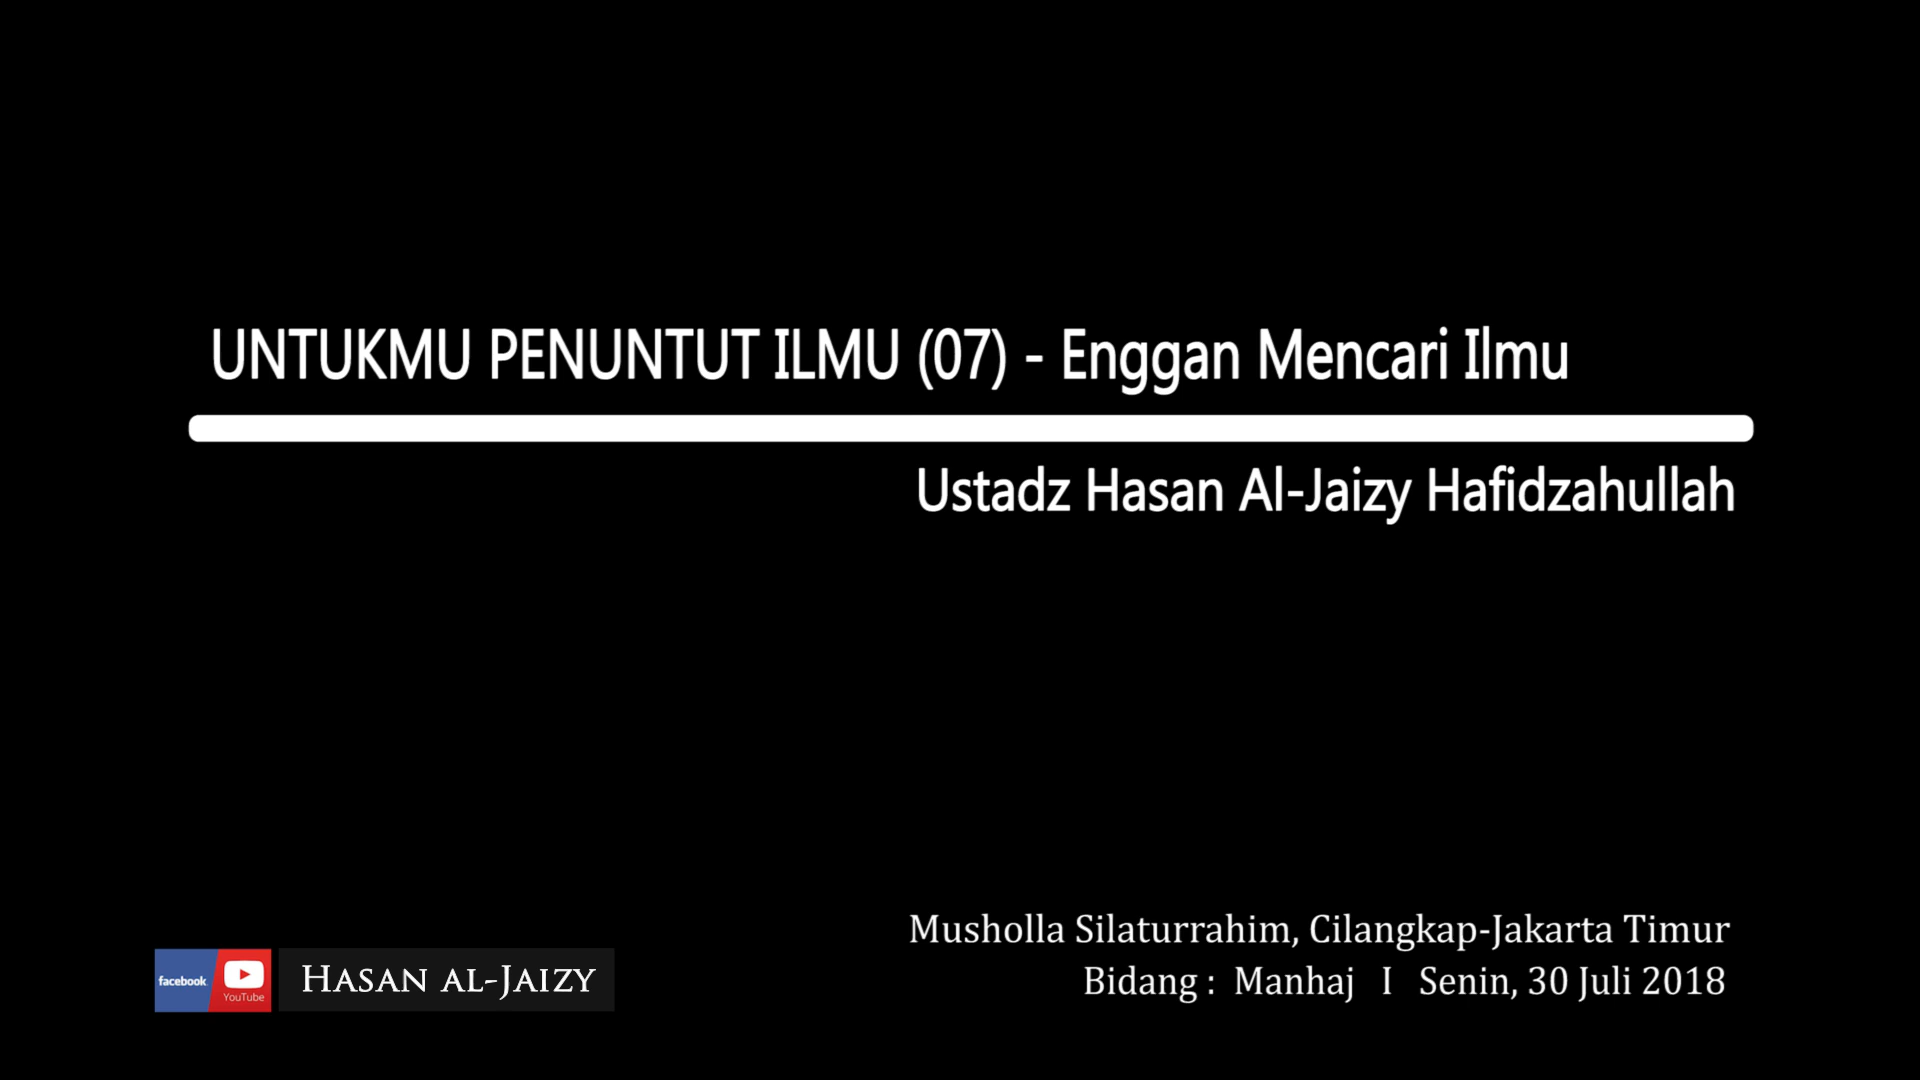 UNTUKMU PENUNTUT ILMU (07) - Enggan Mencari Ilmu
Ustadz Hasan Al-Jaizy Hafidzahullah
Musholla Silaturrahim, Cilangkap-Jakarta Timur
Bidang : Manhaj I Senin, 30 Juli 2018
facebook YouTube HASAN AL-JAIZY